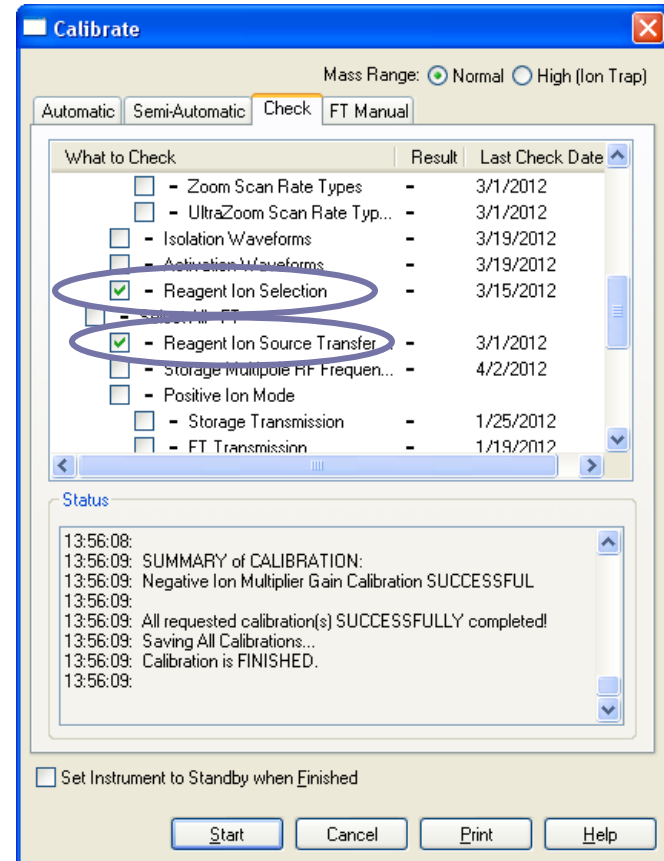 Calibrate
Mass Range: Normal High (Ion Trap)
Automatic Semi-Automatic Check FT Manual
What to Check Result Last Check Date
- Zoom Scan Rate Types - 3/1/2012
- UltraZoom Scan Rate Typ... - 3/1/2012
- Isolation Waveforms - 3/19/2012
- Activation Waveforms - 3/19/2012
- Reagent Ion Selection - 3/15/2012
- Select All FT
- Reagent Ion Source Transfer... - 3/1/2012
- Storage Multipole RF Frequen... - 4/2/2012
- Positive Ion Mode
- Storage Transmission - 1/25/2012
- FT Transmission - 1/19/2012
Status
13:56:08:
13:56:09: SUMMARY of CALIBRATION:
13:56:09: Negative Ion Multiplier Gain Calibration SUCCESSFUL
13:56:09:
13:56:09: All requested calibration(s) SUCCESSFULLY completed!
13:56:09: Saving All Calibrations...
13:56:09: Calibration is FINISHED.
13:56:09:
Set Instrument to Standby when Finished
Start Cancel Print Help